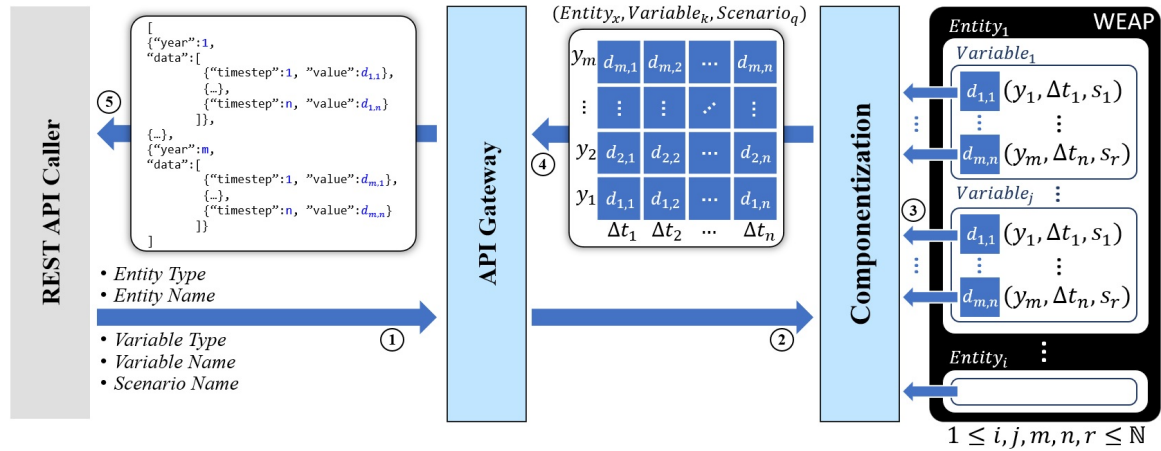 REST API Caller
[
{"year":1,
"data":[
{"timestep":1, "value":d1,1},
{…},
{"timestep":n, "value":d1,n}
]},
{…},
{"year":m,
"data":[
{"timestep":1, "value":dm,1},
{…},
{"timestep":n, "value":dm,n}
]}
]
5
• Entity Type
• Entity Name
1
• Variable Type
• Variable Name
• Scenario Name
API Gateway
(Entityx, Variablek, Scenarioq)
ym dm,1 dm,2 … dm,n
⋮ ⋮ ⋮ ⋰ ⋮
y2 d2,1 d2,2 … d2,n
y1 d1,1 d1,2 … d1,n
Δt1 Δt2 … Δtn
4
2
Componentization
3
WEAP
Entity1
Variable1
d1,1 (y1, Δt1, s1)
⋮ ⋮ ⋮
dm,n (ym, Δtn, sr)
⋮
Variablej
d1,1 (y1, Δt1, s1)
⋮ ⋮ ⋮
dm,n (ym, Δtn, sr)
⋮
Entityi
1 ≤ i, j, m, n, r ≤ ℕ